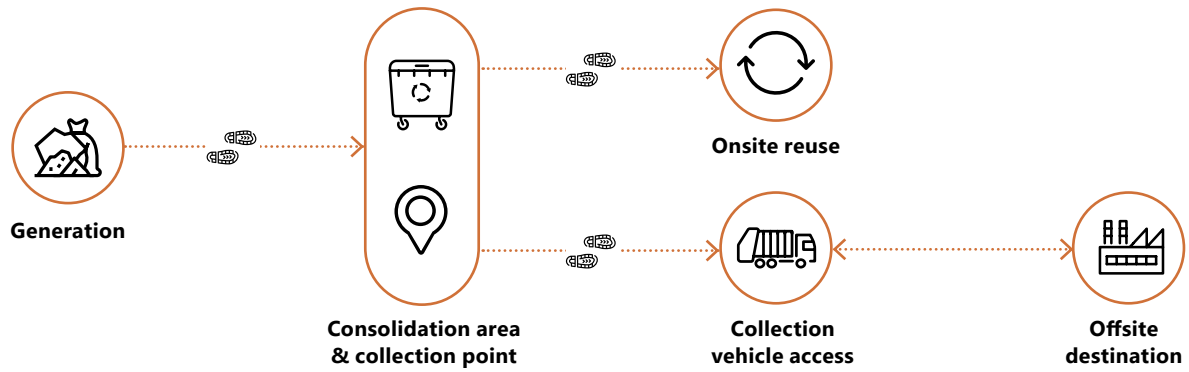 Generation
Consolidation area
& collection point
Onsite reuse
Collection
vehicle access
Offsite
destination